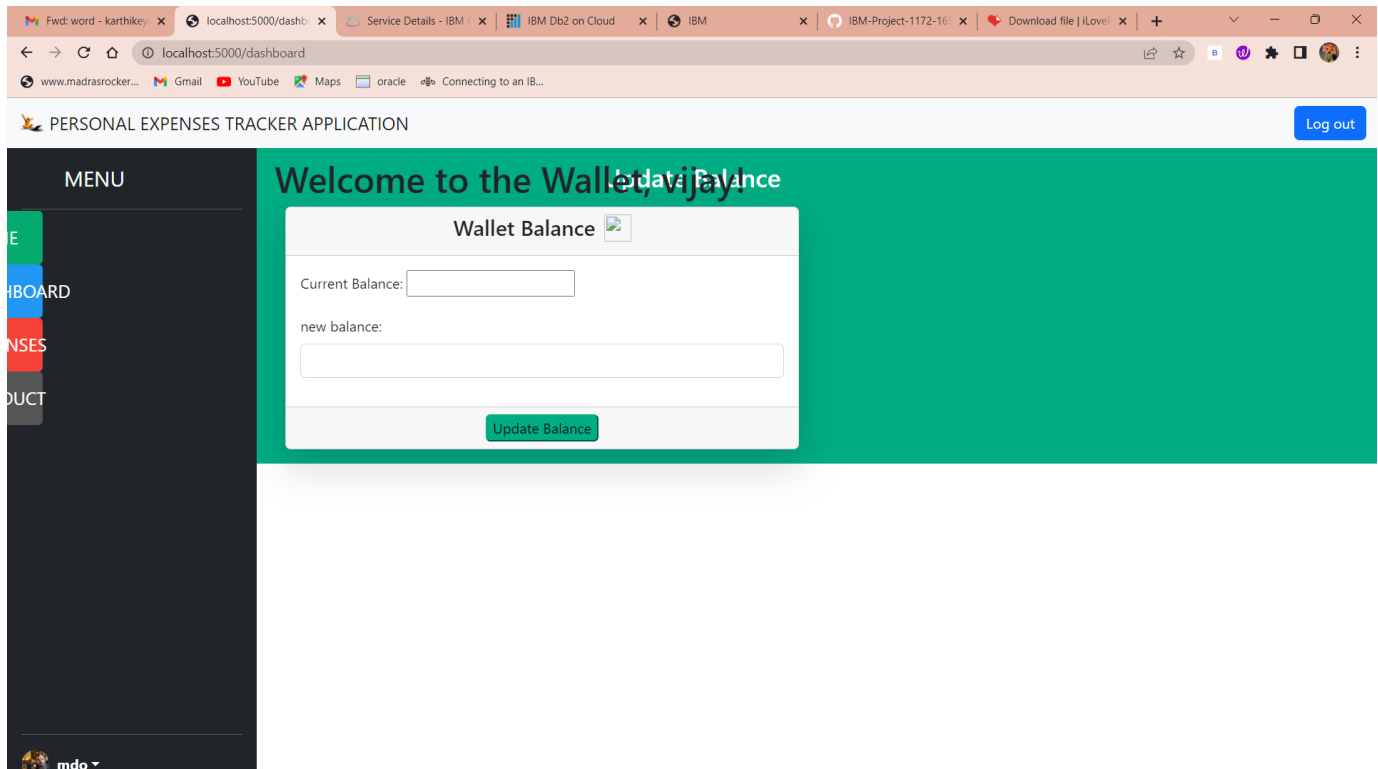 Fwd: word - karthikey
localhost:5000/dashb
Service Details - IBM C
IBM Db2 on Cloud
IBM
IBM-Project-1172-16
Download file | iLoveI
localhost:5000/dashboard
www.madrasrocker...
Gmail
YouTube
Maps
oracle
Connecting to an IB...
PERSONAL EXPENSES TRACKER APPLICATION
Log out
MENU
Welcome to the Wallet, vijay!
Update Balance
E
HBOARD
NSES
DUCT
Wallet Balance
Current Balance:
new balance:
Update Balance
mdo